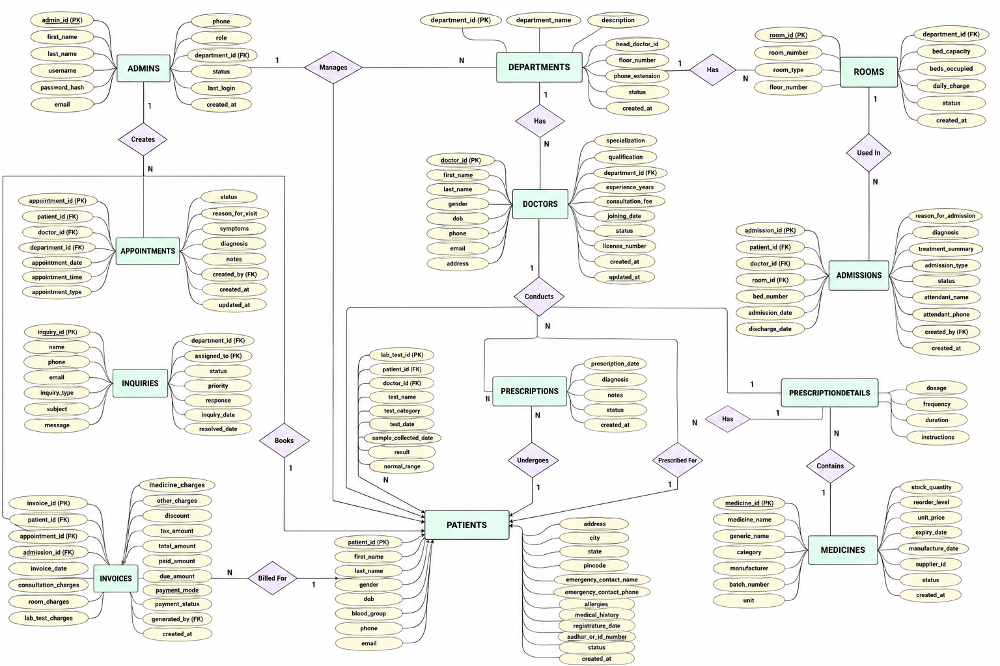 admin_id (PK)
first_name
last_name
username
password_hash
email
phone
role
department_id (FK)
status
last_login
created_at
ADMINS
1
Manages
N
1
Creates
N
department_id (PK)
department_name
description
head_doctor_id
floor_number
phone_extension
status
created_at
DEPARTMENTS
1
Has
N
1
Has
N
room_id (PK)
room_number
room_type
floor_number
ROOMS
department_id (FK)
bed_capacity
beds_occupied
daily_charge
status
created_at
1
Used In
N
appointment_id (PK)
patient_id (FK)
doctor_id (FK)
department_id (FK)
appointment_date
appointment_time
appointment_type
APPOINTMENTS
status
reason_for_visit
symptoms
diagnosis
notes
created_by (FK)
created_at
updated_at
doctor_id (PK)
first_name
last_name
gender
dob
phone
email
address
DOCTORS
specialization
qualification
department_id (FK)
experience_years
consultation_fee
joining_date
status
license_number
created_at
updated_at
1
Conducts
N
admission_id (PK)
patient_id (FK)
doctor_id (FK)
room_id (FK)
bed_number
admission_date
discharge_date
ADMISSIONS
reason_for_admission
diagnosis
treatment_summary
admission_type
status
attendant_name
attendant_phone
created_by (FK)
created_at
inquiry_id (PK)
name
phone
email
inquiry_type
subject
message
INQUIRIES
department_id (FK)
assigned_to (FK)
status
priority
response
inquiry_date
resolved_date
Books
1
lab_test_id (PK)
patient_id (FK)
doctor_id (FK)
test_name
test_category
test_date
sample_collected_date
result
normal_range
N
N
PRESCRIPTIONS
prescription_date
diagnosis
notes
status
created_at
N
Undergoes
1
Prescribed For
1
1
PRESCRIPTIONDETAILS
dosage
frequency
duration
instructions
N
Has
1
N
Contains
1
invoice_id (PK)
patient_id (FK)
appointment_id (FK)
admission_id (FK)
invoice_date
consultation_charges
room_charges
lab_test_charges
INVOICES
medicine_charges
other_charges
discount
tax_amount
total_amount
paid_amount
due_amount
payment_mode
payment_status
generated_by (FK)
created_at
N
Billed For
1
PATIENTS
patient_id (PK)
first_name
last_name
gender
dob
blood_group
phone
email
address
city
state
pincode
emergency_contact_name
emergency_contact_phone
allergies
medical_history
registrature_date
aadhar_or_id_number
status
created_at
medicine_id (PK)
medicine_name
generic_name
category
manufacturer
batch_number
unit
MEDICINES
stock_quantity
reorder_level
unit_price
expiry_date
manufacture_date
supplier_id
status
created_at